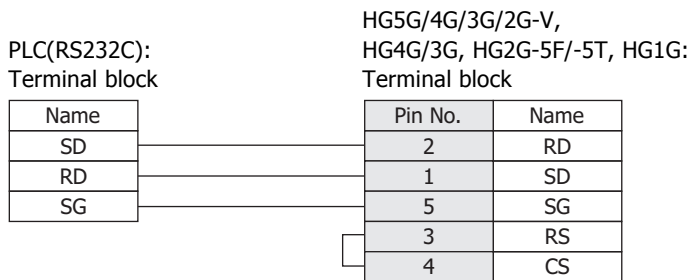 HG5G/4G/3G/2G-V,
PLC(RS232C): HG4G/3G, HG2G-5F/-5T, HG1G:
Terminal block Terminal block
Name Pin No. Name
SD 2 RD
RD 1 SD
SG 5 SG
3 RS
4 CS